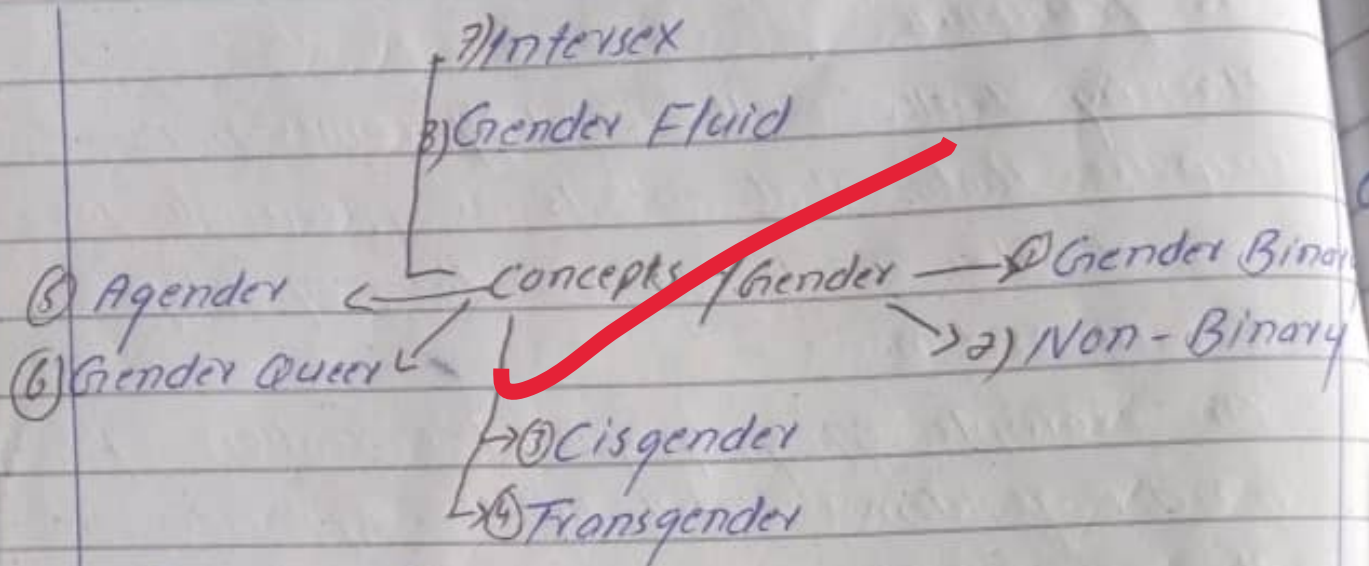 7) Intersex
8) Gender Fluid
5) Agender
concepts / Gender
1) Gender Binar
2) Non-Binary
6) Gender Queer
3) Cisgender
4) Transgender